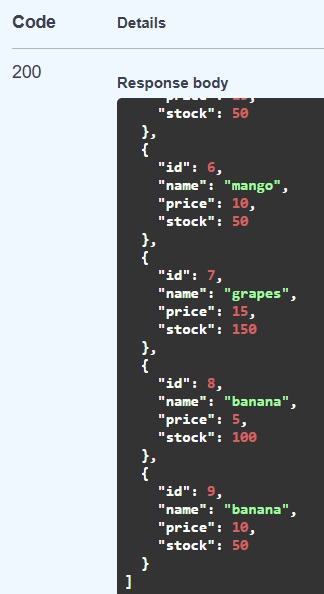 Code Details
200
Response body
"stock": 50
},
{
"id": 6,
"name": "mango",
"price": 10,
"stock": 50
},
{
"id": 7,
"name": "grapes",
"price": 15,
"stock": 150
},
{
"id": 8,
"name": "banana",
"price": 5,
"stock": 100
},
{
"id": 9,
"name": "banana",
"price": 10,
"stock": 50
}
]